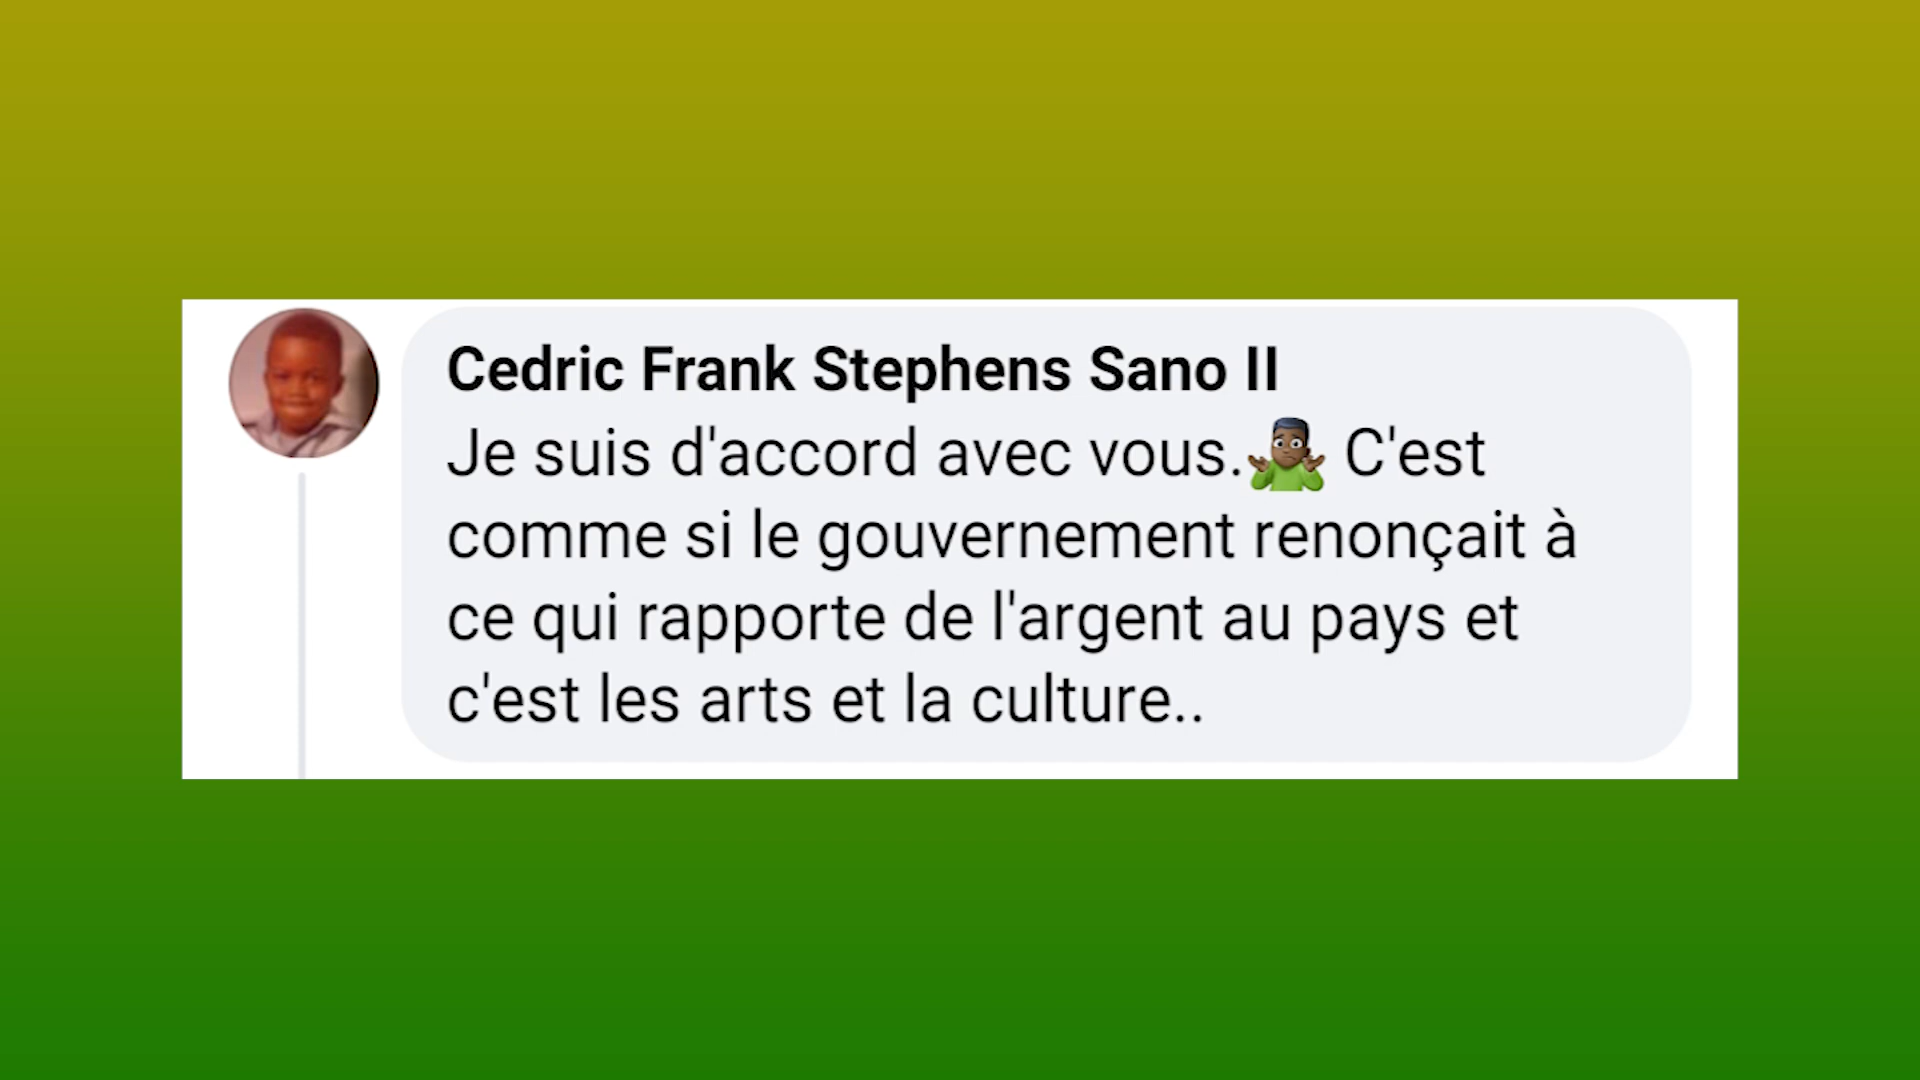 Cedric Frank Stephens Sano II
Je suis d'accord avec vous.🤷🏿‍♂️ C'est
comme si le gouvernement renonçait à
ce qui rapporte de l'argent au pays et
c'est les arts et la culture..